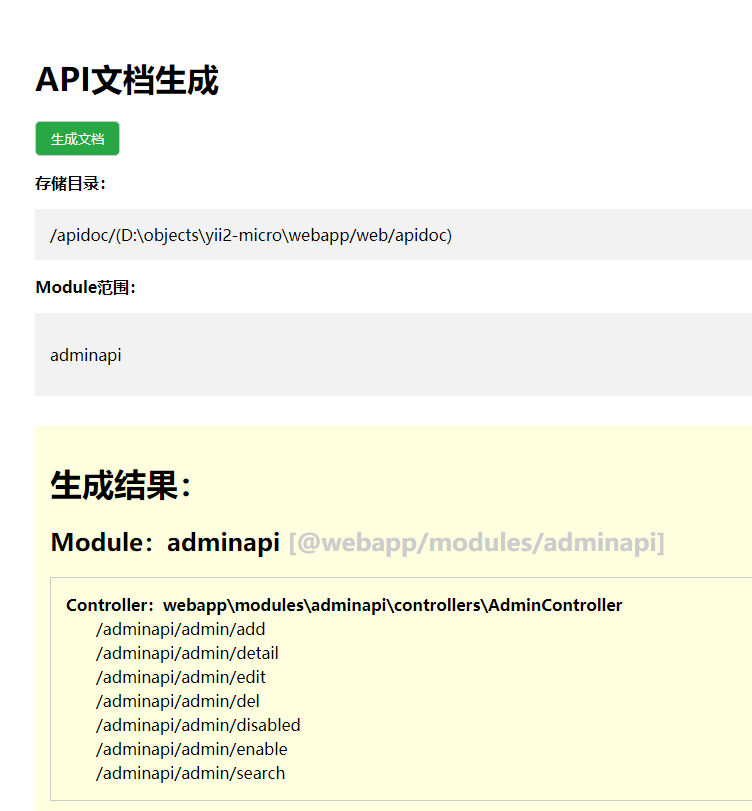 API文档生成
生成文档
存储目录：
/apidoc/(D:\objects\yii2-micro\webapp/web/apidoc)
Module范围：
adminapi
生成结果：
Module：adminapi [@webapp/modules/adminapi]
Controller：webapp\modules\adminapi\controllers\AdminController
/adminapi/admin/add
/adminapi/admin/detail
/adminapi/admin/edit
/adminapi/admin/del
/adminapi/admin/disabled
/adminapi/admin/enable
/adminapi/admin/search